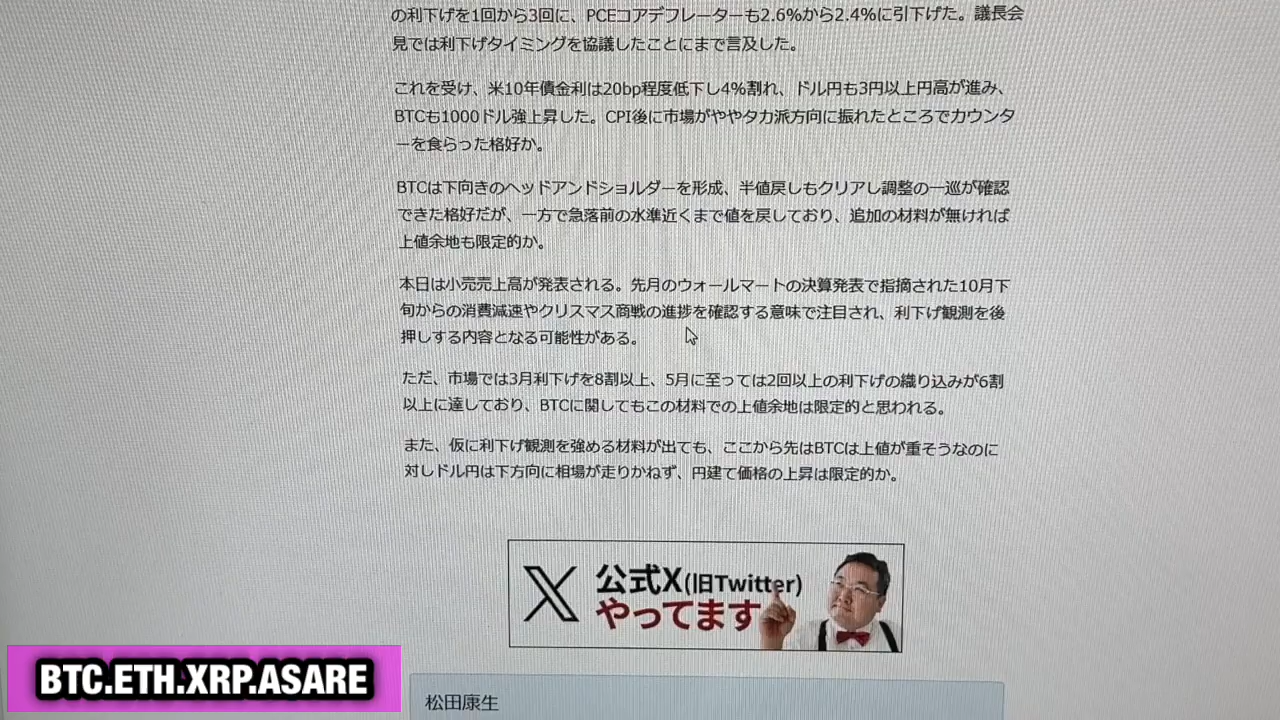 の利下げを1回から3回に、PCEコアデフレーターも2.6%から2.4%に引下げた。議長会
見では利下げタイミングを協議したことにまで言及した。
これを受け、米10年債金利は20bp程度低下し4%割れ、ドル円も3円以上円高が進み、
BTCも1000ドル強上昇した。CPI後に市場がややタカ派方向に振れたところでカウンタ
ーを食らった格好か。
BTCは下向きのヘッドアンドショルダーを形成、半値戻しもクリアし調整の一巡が確認
できた格好だが、一方で急落前の水準近くまで値を戻しており、追加の材料が無ければ
上値余地も限定的か。
本日は小売売上高が発表される。先月のウォールマートの決算発表で指摘された10月下
旬からの消費減速やクリスマス商戦の進捗を確認する意味で注目され、利下げ観測を後
押しする内容となる可能性がある。
ただ、市場では3月利下げを8割以上、5月に至っては2回以上の利下げの織り込みが6割
以上に達しており、BTCに関してもこの材料での上値余地は限定的と思われる。
また、仮に利下げ観測を強める材料が出ても、ここから先はBTCは上値が重そうなのに
対しドル円は下方向に相場が走りかねず、円建て価格の上昇は限定的か。
X 公式X(旧Twitter)
やってます
BTC.ETH.XRP.ASARE
松田康生